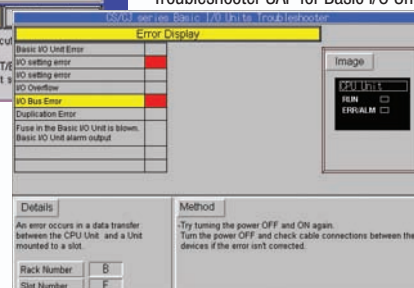 Troubleshooter SAP for Basic I/O Un
CS/CJ series Basic I/O Units Troubleshooter
Error Display
Basic I/O Unit Error
I/O setting error
I/O setting error
I/O Overflow
I/O Bus Error
Duplication Error
Fuse in the Basic I/O Unit is blown.
Basic I/O Unit alarm output
Image
CPU Unit
RUN
ERR/ALM
Details
An error occurs in a data transfer
between the CPU Unit and a Unit
mounted to a slot.
Rack Number B
Slot Number F
Method
-Try turning the power OFF and ON again.
Turn the power OFF and check cable connections between the
devices if the error isn't corrected.